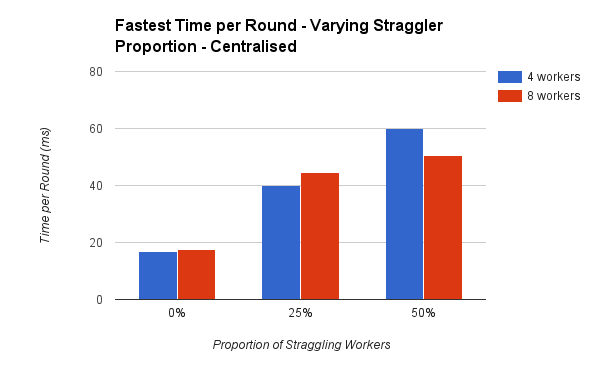 Fastest Time per Round - Varying Straggler
Proportion - Centralised
4 workers
8 workers
Time per Round (ms)
80
60
40
20
0
0%
25%
50%
Proportion of Straggling Workers